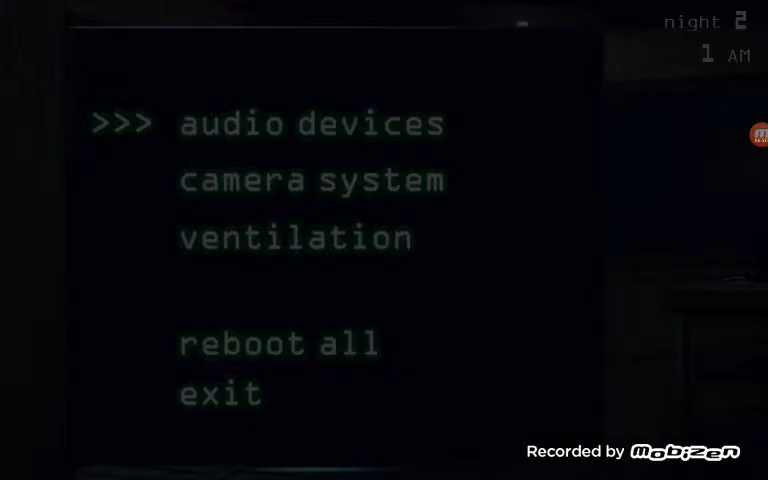 night 2
1 AM
>>> audio devices
camera system
ventilation
reboot all
exit
Recorded by mobizen